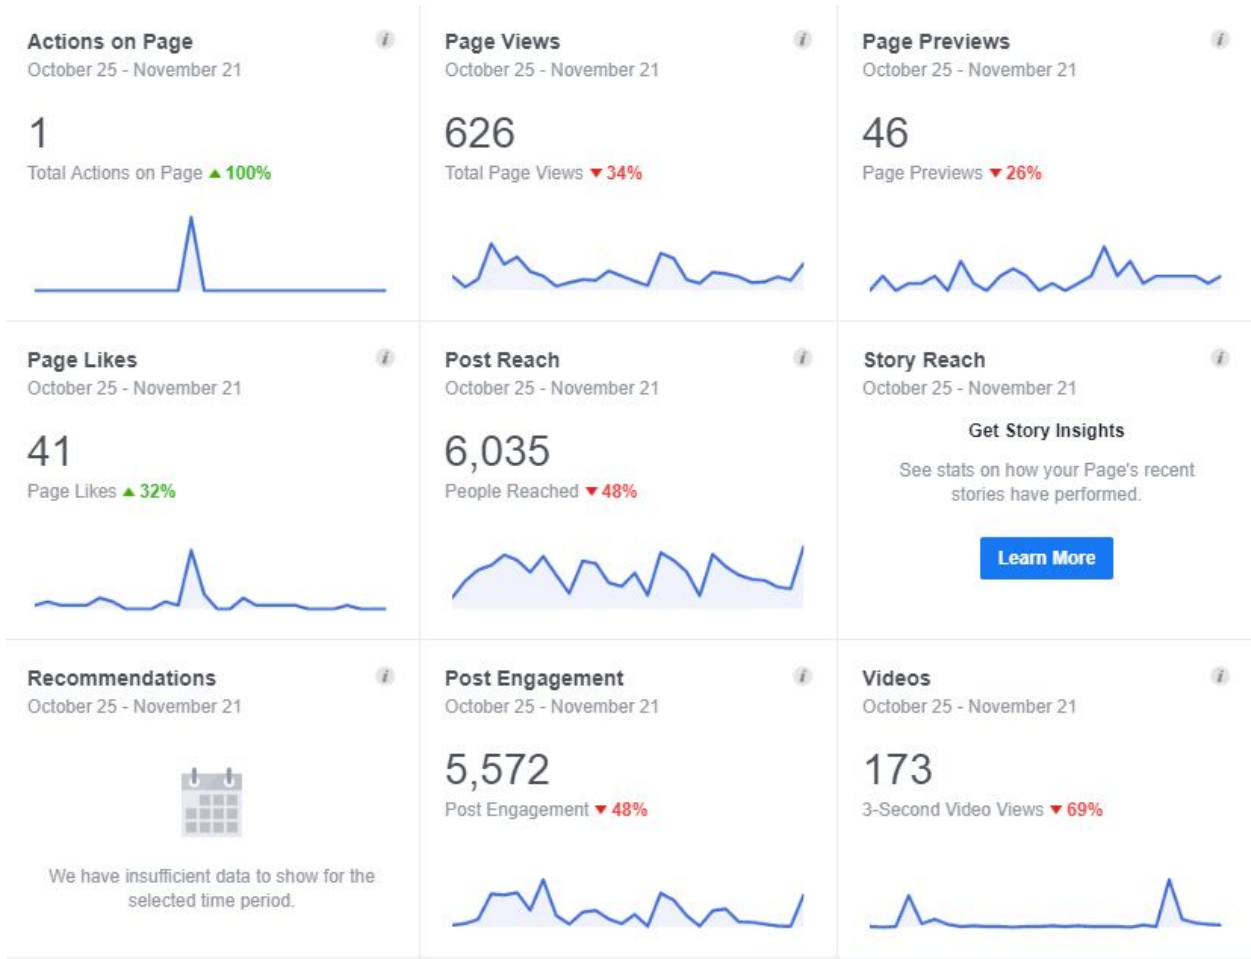 Actions on Page
October 25 - November 21
1
Total Actions on Page ▲ 100%
Page Views
October 25 - November 21
626
Total Page Views ▼ 34%
Page Previews
October 25 - November 21
46
Page Previews ▼ 26%
Page Likes
October 25 - November 21
41
Page Likes ▲ 32%
Post Reach
October 25 - November 21
6,035
People Reached ▼ 48%
Story Reach
October 25 - November 21
Get Story Insights
See stats on how your Page's recent
stories have performed.
Learn More
Recommendations
October 25 - November 21
We have insufficient data to show for the
selected time period.
Post Engagement
October 25 - November 21
5,572
Post Engagement ▼ 48%
Videos
October 25 - November 21
173
3-Second Video Views ▼ 69%